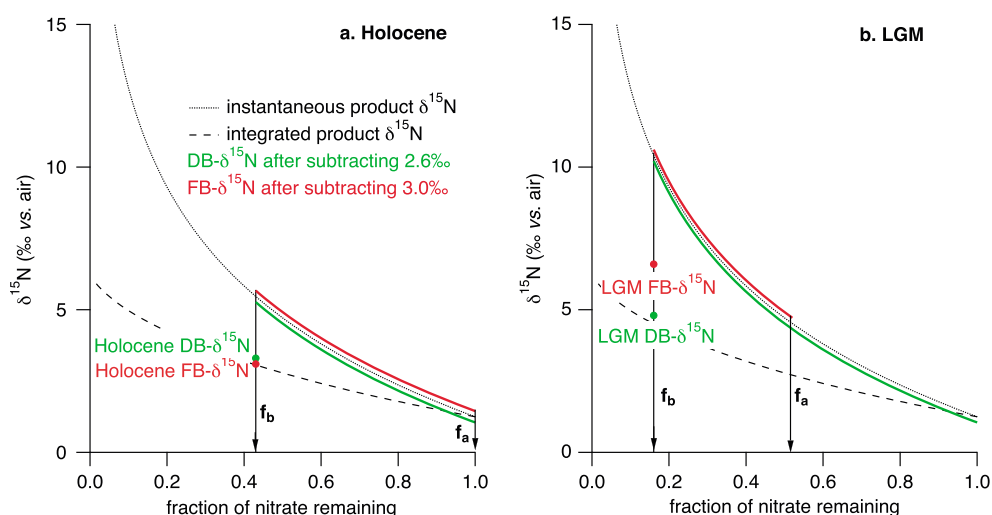 a. Holocene
15
10
5
0
δ15N (‰ vs. air)
instantaneous product δ15N
integrated product δ15N
DB-δ15N after subtracting 2.6‰
FB-δ15N after subtracting 3.0‰
Holocene DB-δ15N
Holocene FB-δ15N
fb
fa
0.0 0.2 0.4 0.6 0.8 1.0
fraction of nitrate remaining
b. LGM
15
10
5
0
δ15N (‰ vs. air)
LGM FB-δ15N
LGM DB-δ15N
fb
fa
0.0 0.2 0.4 0.6 0.8 1.0
fraction of nitrate remaining